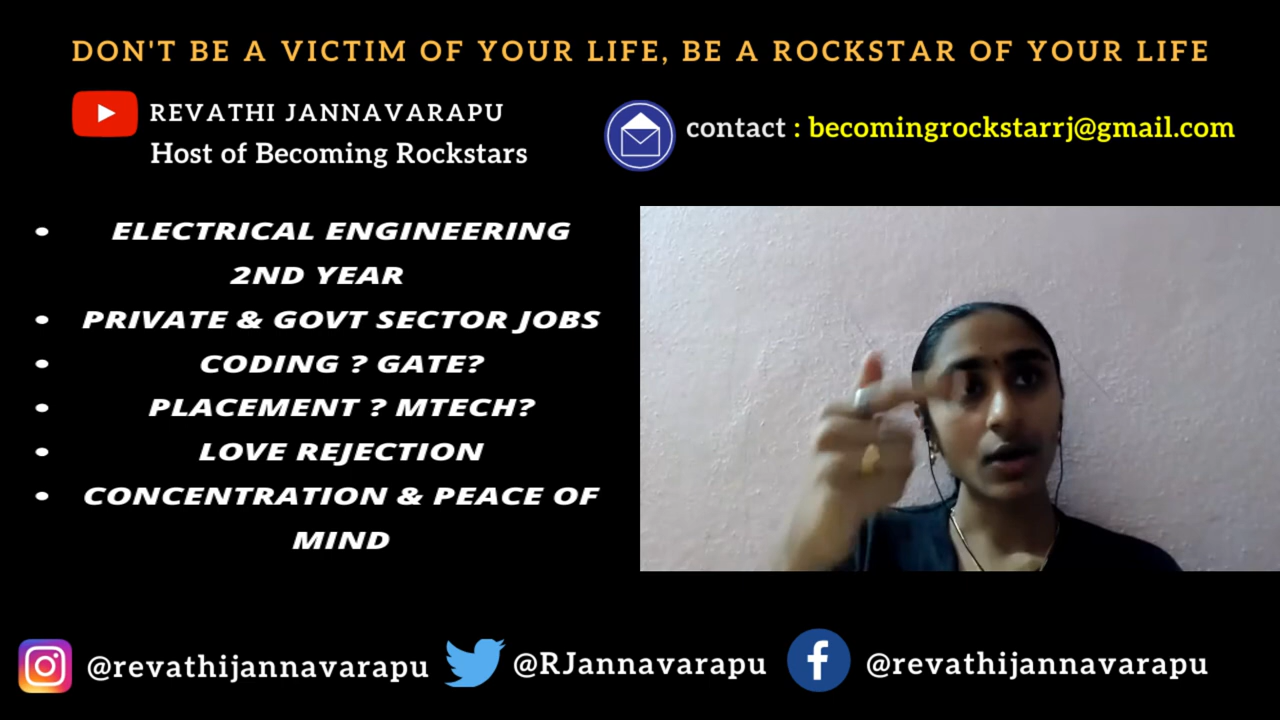 DON'T BE A VICTIM OF YOUR LIFE, BE A ROCKSTAR OF YOUR LIFE
REVATHI JANNAVARAPU
Host of Becoming Rockstars
contact : becomingrockstarrj@gmail.com
• ELECTRICAL ENGINEERING
2ND YEAR
• PRIVATE & GOVT SECTOR JOBS
• CODING ? GATE?
• PLACEMENT ? MTECH?
• LOVE REJECTION
• CONCENTRATION & PEACE OF
MIND
@revathijannavarapu
@RJannavarapu
@revathijannavarapu